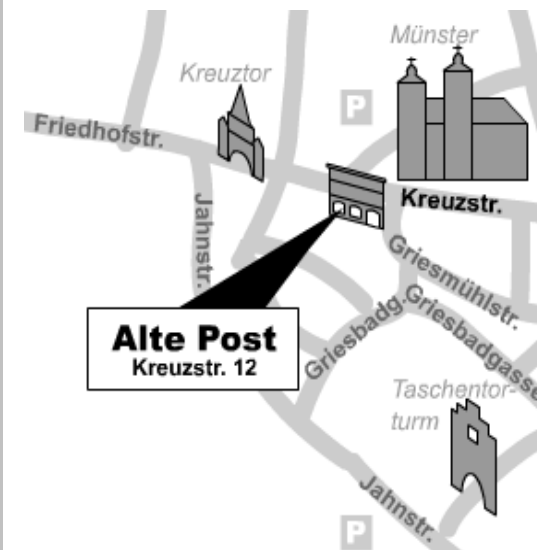 Münster
Kreuztor
P
Friedhofstr.
Kreuzstr.
Jahnstr.
Griesmühlstr.
Griesbadg.
Griesbadgasse
Alte Post
Kreuzstr. 12
Taschentor-
turm
Jahnstr.
P